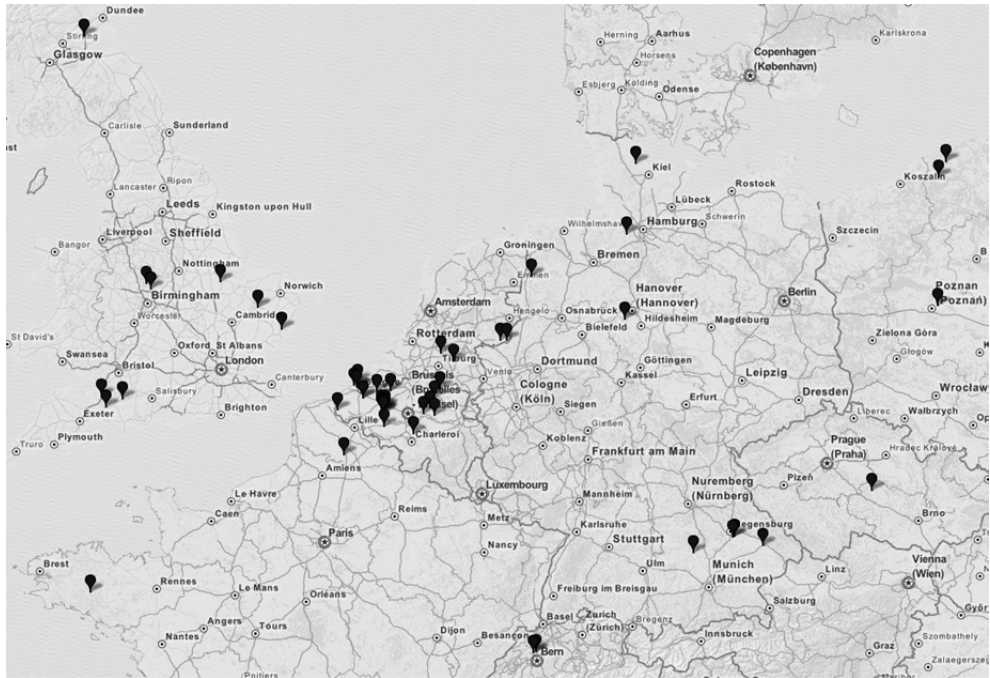 Dundee
Stirling
Glasgow
Carlisle
Sunderland
Lancaster
Ripon
Leeds
Kingston upon Hull
Liverpool
Sheffield
Bangor
Nottingham
Norwich
Birmingham
Worcester
St David's
Oxford
St Albans
Swansea
Bristol
London
Canterbury
Salisbury
Brighton
Exeter
Plymouth
Truro
Herning
Aarhus
Horsens
Esbjerg
Kolding
Odense
Copenhagen
(København)
Karlskrona
Kiel
Rostock
Lübeck
Hamburg
Schwerin
Koszalin
Szczecin
Groningen
Bremen
Hanover
(Hannover)
Berlin
Poznan
(Poznań)
Amsterdam
Hengelo
Osnabrück
Bielefeld
Hildesheim
Magdeburg
Zielona Góra
Głogów
Rotterdam
Tilburg
Venlo
Dortmund
Göttingen
Kassel
Leipzig
Dresden
Cologne
(Köln)
Siegen
Erfurt
Liberec
Walbrzych
Lille
Charleroi
Gießen
Koblenz
Frankfurt am Main
Prague
(Praha)
Hradec Králové
Plzeň
Brno
Amiens
Luxembourg
Mannheim
Nuremberg
(Nürnberg)
Le Havre
Caen
Reims
Metz
Karlsruhe
Paris
Nancy
Stuttgart
Ulm
Munich
(München)
Linz
Vienna
(Wien)
Brest
Rennes
Le Mans
Orléans
Freiburg im Breisgau
Salzburg
Angers
Tours
Nantes
Dijon
Besançon
Basel
Zurich
(Zürich)
Bregenz
Innsbruck
Bern
Graz
Szombathely
Poitiers